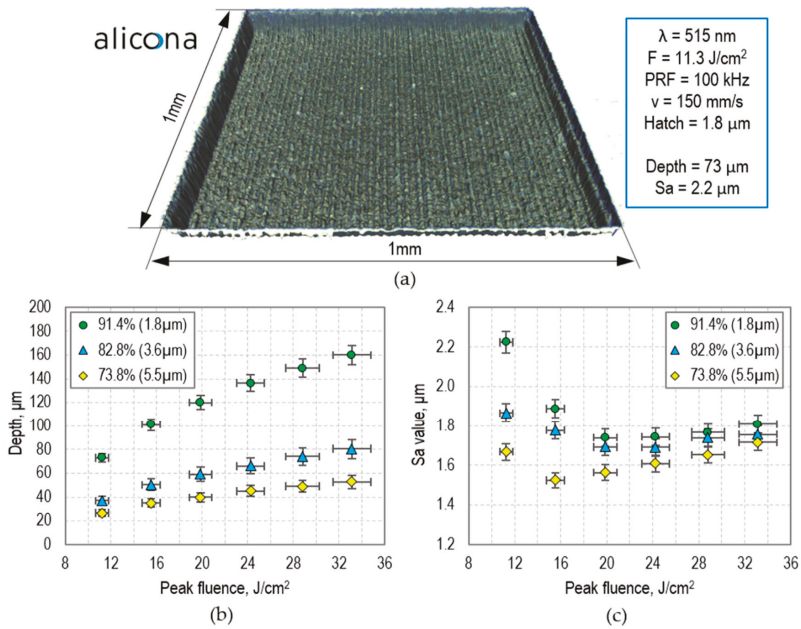 alicona
1mm
1mm
λ = 515 nm
F = 11.3 J/cm²
PRF = 100 kHz
v = 150 mm/s
Hatch = 1.8 µm
Depth = 73 µm
Sa = 2.2 µm
(a)
200
180
160
140
120
100
80
60
40
20
0
Depth, µm
91.4% (1.8µm)
82.8% (3.6µm)
73.8% (5.5µm)
8 12 16 20 24 28 32 36
Peak fluence, J/cm²
(b)
2.4
2.2
2.0
1.8
1.6
1.4
1.2
Sa value, µm
91.4% (1.8µm)
82.8% (3.6µm)
73.8% (5.5µm)
8 12 16 20 24 28 32 36
Peak fluence, J/cm²
(c)